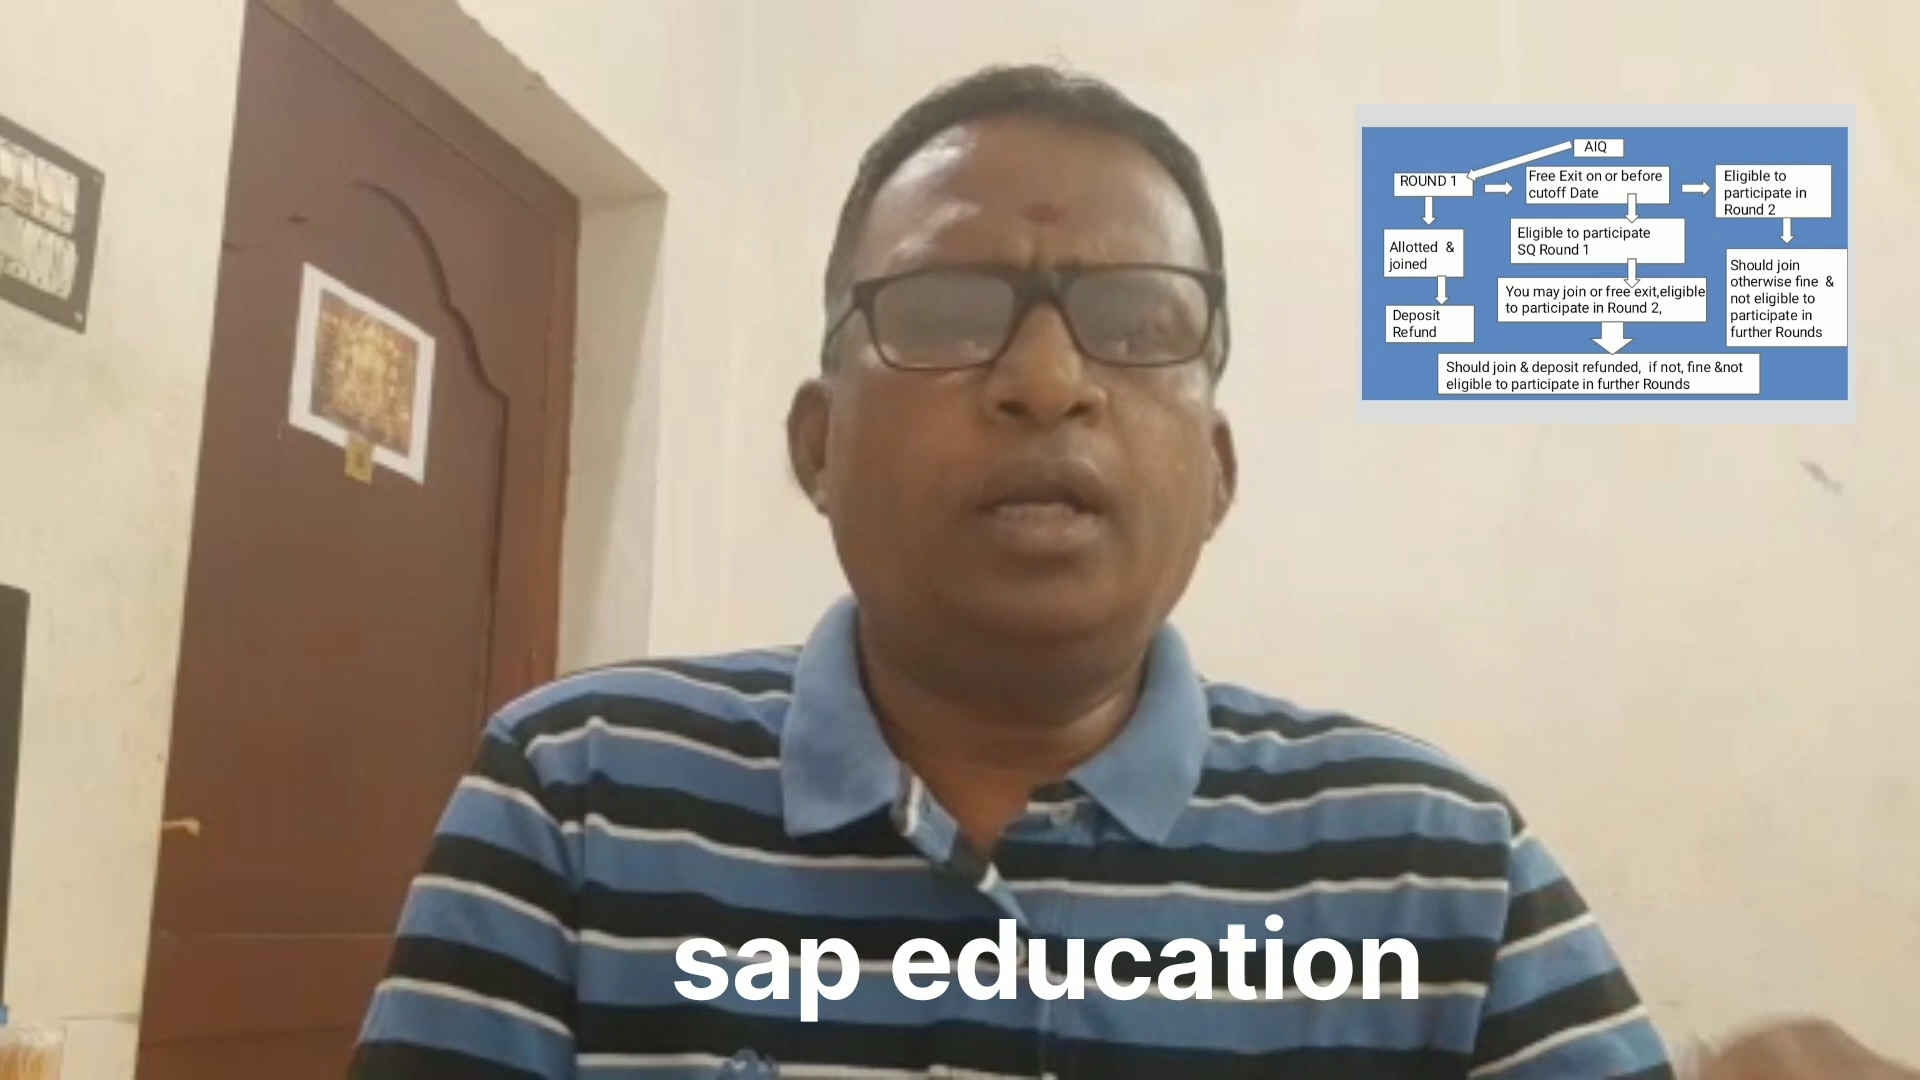 AIQ
ROUND 1
Free Exit on or before
cutoff Date
Eligible to
participate in
Round 2
Allotted &
joined
Eligible to participate
SQ Round 1
Should join
otherwise fine &
not eligible to
participate in
further Rounds
You may join or free exit,eligible
to participate in Round 2,
Deposit
Refund
Should join & deposit refunded, if not, fine &not
eligible to participate in further Rounds
sap education